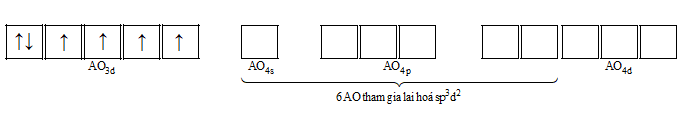 ↑↓ ↑ ↑ ↑ ↑
AO3d AO4s AO4p AO4d
6 AO tham gia lai hoá sp³d²